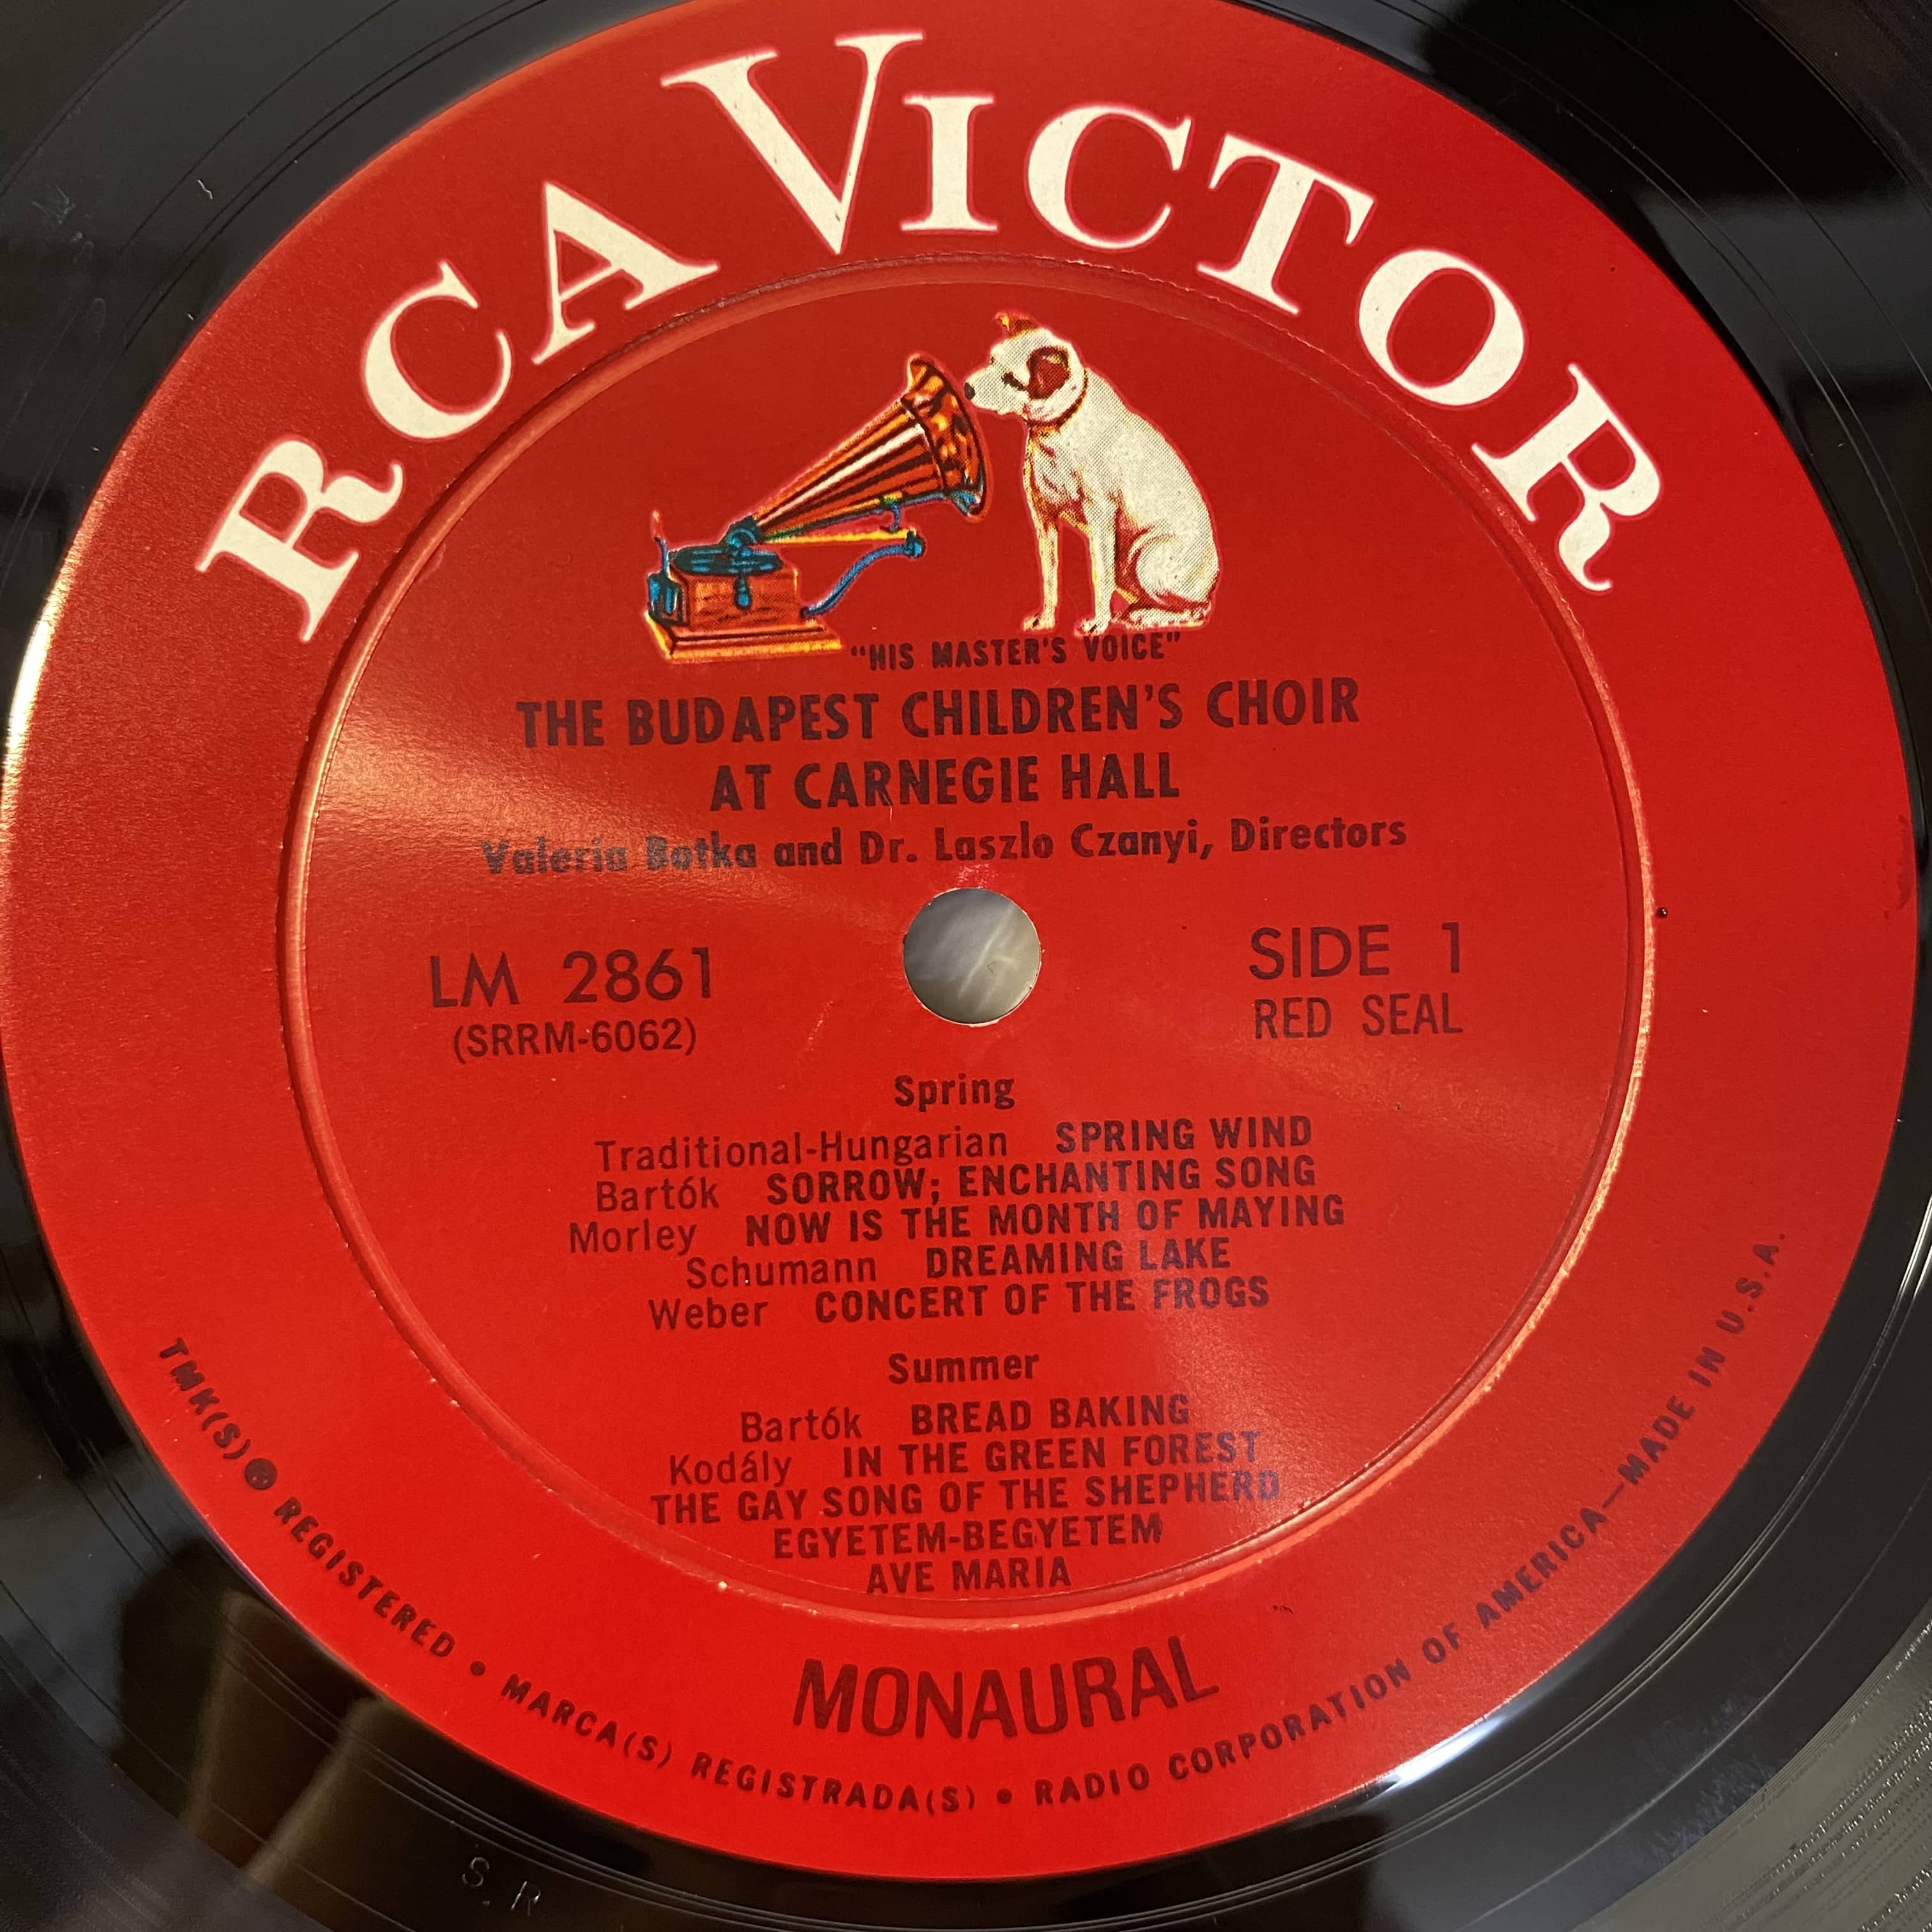 RCA VICTOR
"HIS MASTER'S VOICE"
THE BUDAPEST CHILDREN'S CHOIR
AT CARNEGIE HALL
Valeria Botka and Dr. Laszlo Czanyi, Directors
LM 2861
(SRRM-6062)
SIDE 1
RED SEAL
Spring
Traditional-Hungarian SPRING WIND
Bartók SORROW; ENCHANTING SONG
Morley NOW IS THE MONTH OF MAYING
Schumann DREAMING LAKE
Weber CONCERT OF THE FROGS
Summer
Bartók BREAD BAKING
Kodály IN THE GREEN FOREST
THE GAY SONG OF THE SHEPHERD
EGYETEM-BEGYETEM
AVE MARIA
MONAURAL
TMK(S) ® REGISTERED • MARCA(S) REGISTRADA(S) • RADIO CORPORATION OF AMERICA—MADE IN U.S.A.
S R